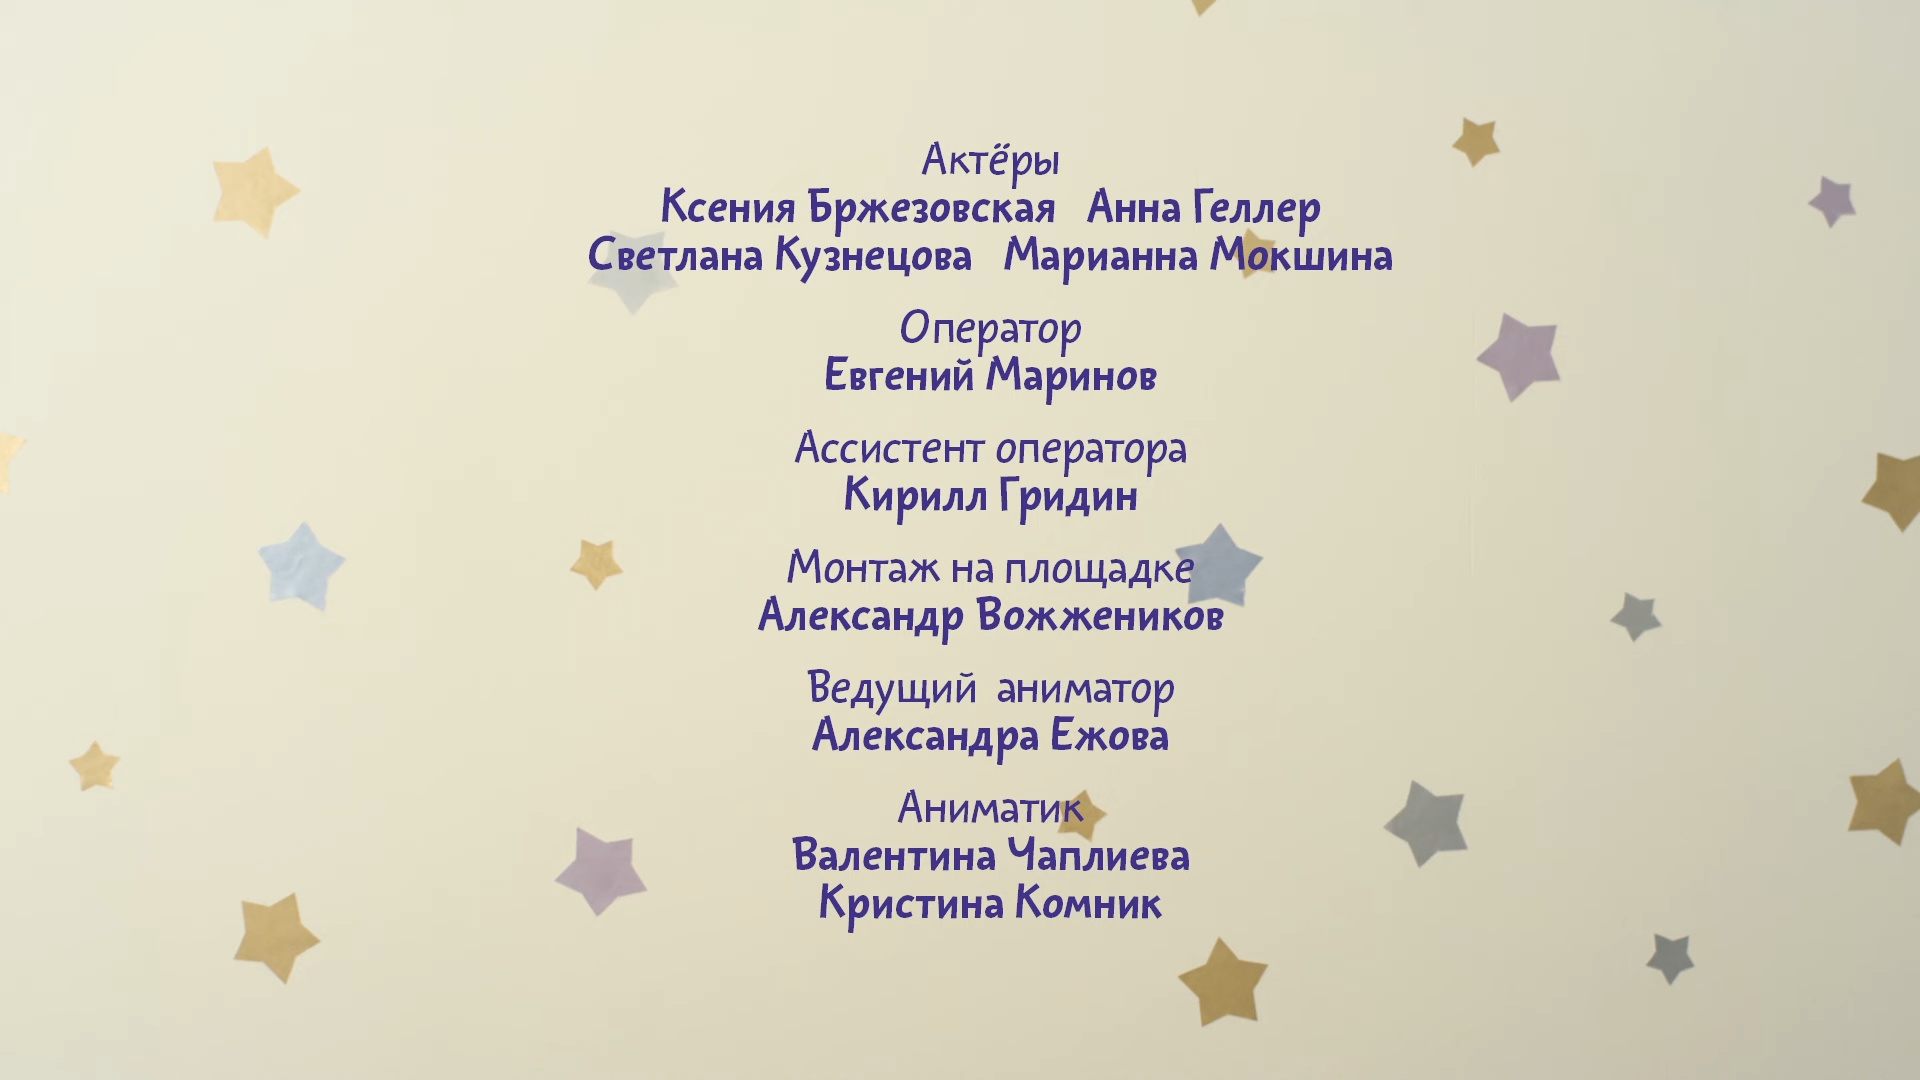 Актёры
Ксения Бржезовская Анна Геллер
Светлана Кузнецова Марианна Мокшина
Оператор
Евгений Маринов
Ассистент оператора
Кирилл Гридин
Монтаж на площадке
Александр Вожжеников
Ведущий аниматор
Александра Ежова
Аниматик
Валентина Чаплиева
Кристина Комник